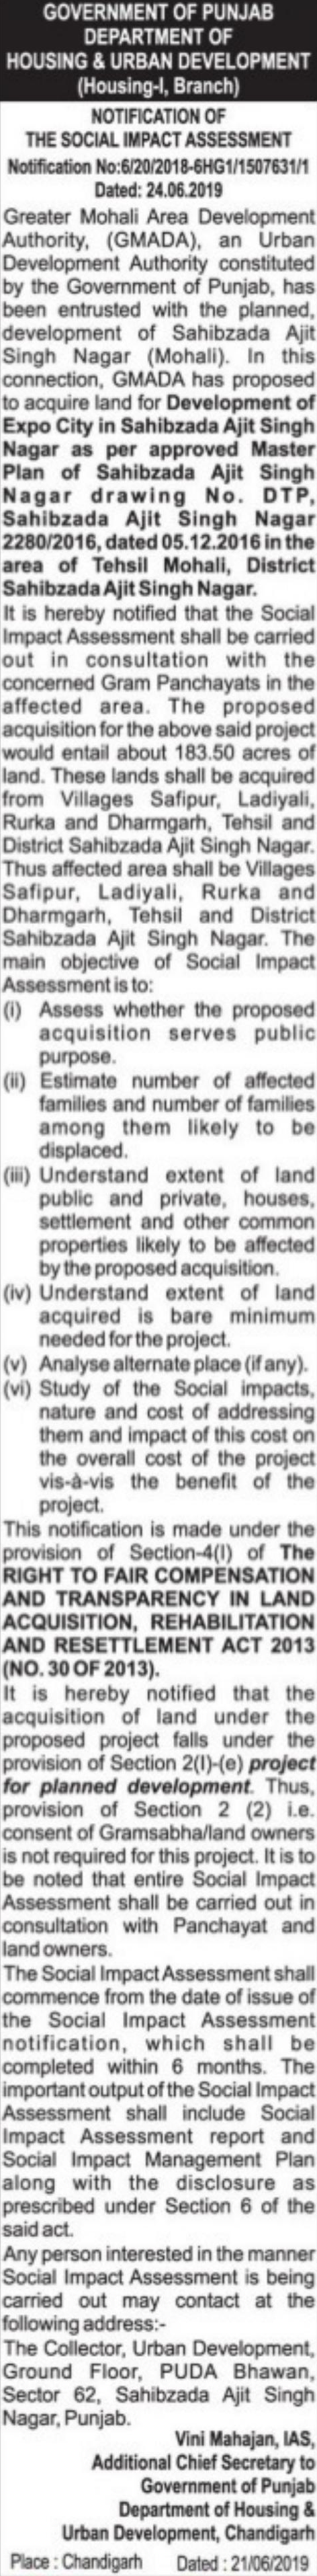 GOVERNMENT OF PUNJAB
DEPARTMENT OF
HOUSING & URBAN DEVELOPMENT
(Housing-I, Branch)
NOTIFICATION OF
THE SOCIAL IMPACT ASSESSMENT
Notification No:6/20/2018-6HG1/1507631/1
Dated: 24.06.2019
Greater Mohali Area Development
Authority, (GMADA), an Urban
Development Authority constituted
by the Government of Punjab, has
been entrusted with the planned,
development of Sahibzada Ajit
Singh Nagar (Mohali). In this
connection, GMADA has proposed
to acquire land for Development of
Expo City in Sahibzada Ajit Singh
Nagar as per approved Master
Plan of Sahibzada Ajit Singh
Nagar drawing No. DTP,
Sahibzada Ajit Singh Nagar
2280/2016, dated 05.12.2016 in the
area of Tehsil Mohali, District
Sahibzada Ajit Singh Nagar.
It is hereby notified that the Social
Impact Assessment shall be carried
out in consultation with the
concerned Gram Panchayats in the
affected area. The proposed
acquisition for the above said project
would entail about 183.50 acres of
land. These lands shall be acquired
from Villages Safipur, Ladiyali,
Rurka and Dharmgarh, Tehsil and
District Sahibzada Ajit Singh Nagar.
Thus affected area shall be Villages
Safipur, Ladiyali, Rurka and
Dharmgarh, Tehsil and District
Sahibzada Ajit Singh Nagar. The
main objective of Social Impact
Assessment is to:
(i) Assess whether the proposed
acquisition serves public
purpose.
(ii) Estimate number of affected
families and number of families
among them likely to be
displaced.
(iii) Understand extent of land
public and private, houses,
settlement and other common
properties likely to be affected
by the proposed acquisition.
(iv) Understand extent of land
acquired is bare minimum
needed for the project.
(v) Analyse alternate place (if any).
(vi) Study of the Social impacts,
nature and cost of addressing
them and impact of this cost on
the overall cost of the project
vis-à-vis the benefit of the
project.
This notification is made under the
provision of Section-4(I) of The
RIGHT TO FAIR COMPENSATION
AND TRANSPARENCY IN LAND
ACQUISITION, REHABILITATION
AND RESETTLEMENT ACT 2013
(NO. 30 OF 2013).
It is hereby notified that the
acquisition of land under the
proposed project falls under the
provision of Section 2(I)-(e) project
for planned development. Thus,
provision of Section 2 (2) i.e.
consent of Gramsabha/land owners
is not required for this project. It is to
be noted that entire Social Impact
Assessment shall be carried out in
consultation with Panchayat and
land owners.
The Social Impact Assessment shall
commence from the date of issue of
the Social Impact Assessment
notification, which shall be
completed within 6 months. The
important output of the Social Impact
Assessment shall include Social
Impact Assessment report and
Social Impact Management Plan
along with the disclosure as
prescribed under Section 6 of the
said act.
Any person interested in the manner
Social Impact Assessment is being
carried out may contact at the
following address:-
The Collector, Urban Development,
Ground Floor, PUDA Bhawan,
Sector 62, Sahibzada Ajit Singh
Nagar, Punjab.
Vini Mahajan, IAS,
Additional Chief Secretary to
Government of Punjab
Department of Housing &
Urban Development, Chandigarh
Place : Chandigarh Dated : 21/06/2019